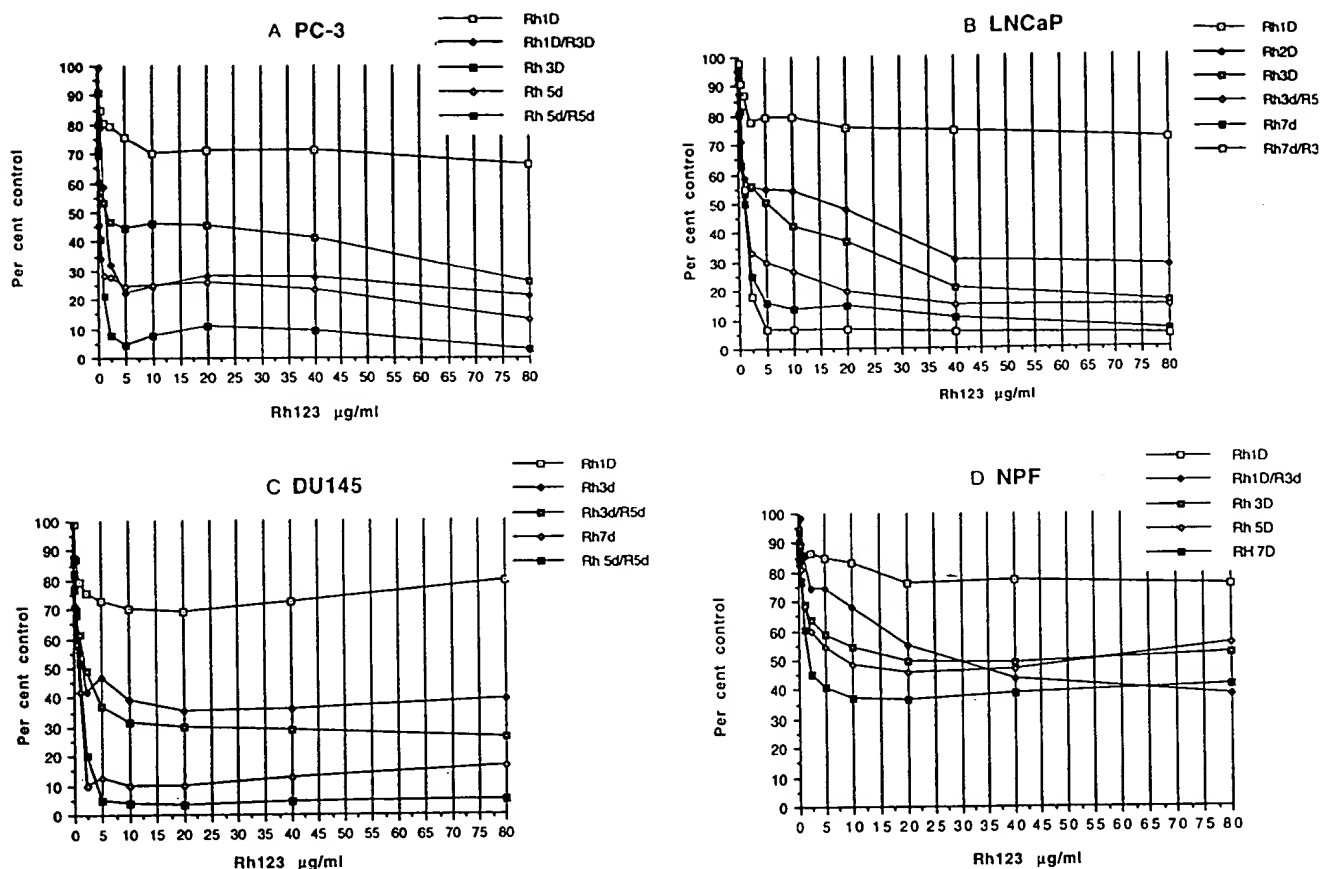 A PC-3
Rh1D
Rh1D/R3D
Rh 3D
Rh 5d
Rh 5d/R5d
Per cent control
100
90
80
70
60
50
40
30
20
10
0
0 5 10 15 20 25 30 35 40 45 50 55 60 65 70 75 80
Rh123 µg/ml
B LNCaP
Rh1D
Rh2D
Rh3D
Rh3d/R5
Rh7d
Rh7d/R3
Per cent control
100
90
80
70
60
50
40
30
20
10
0
0 5 10 15 20 25 30 35 40 45 50 55 60 65 70 75 80
Rh123 µg/ml
C DU145
Rh1D
Rh3d
Rh3d/R5d
Rh7d
Rh 5d/R5d
Per cent control
100
90
80
70
60
50
40
30
20
10
0
0 5 10 15 20 25 30 35 40 45 50 55 60 65 70 75 80
Rh123 µg/ml
D NPF
Rh1D
Rh1D/R3d
Rh 3D
Rh 5D
RH 7D
Per cent control
100
90
80
70
60
50
40
30
20
10
0
0 5 10 15 20 25 30 35 40 45 50 55 60 65 70 75 80
Rh123 µg/ml